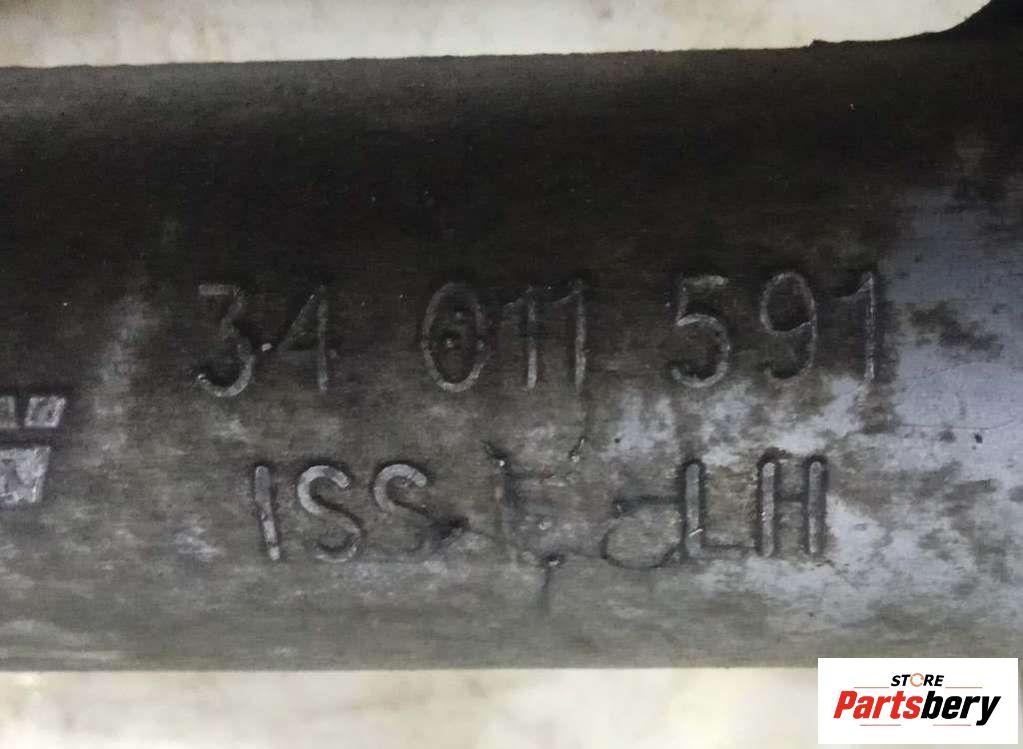 34 011 591
ISS LH
STORE
Partsbery